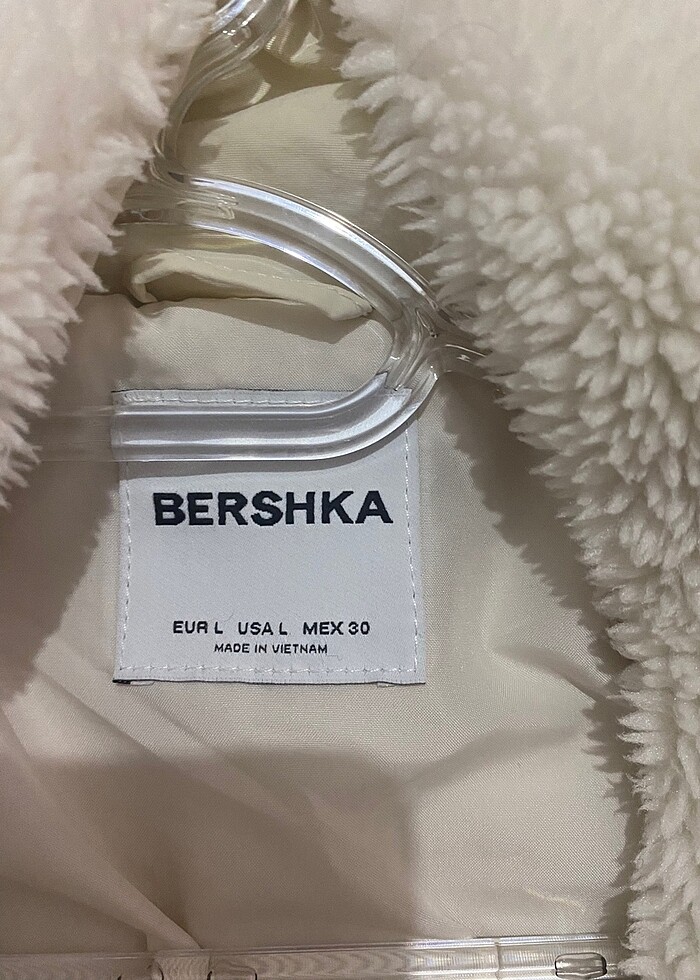 BERSHKA
EUR L USA L MEX 30
MADE IN VIETNAM